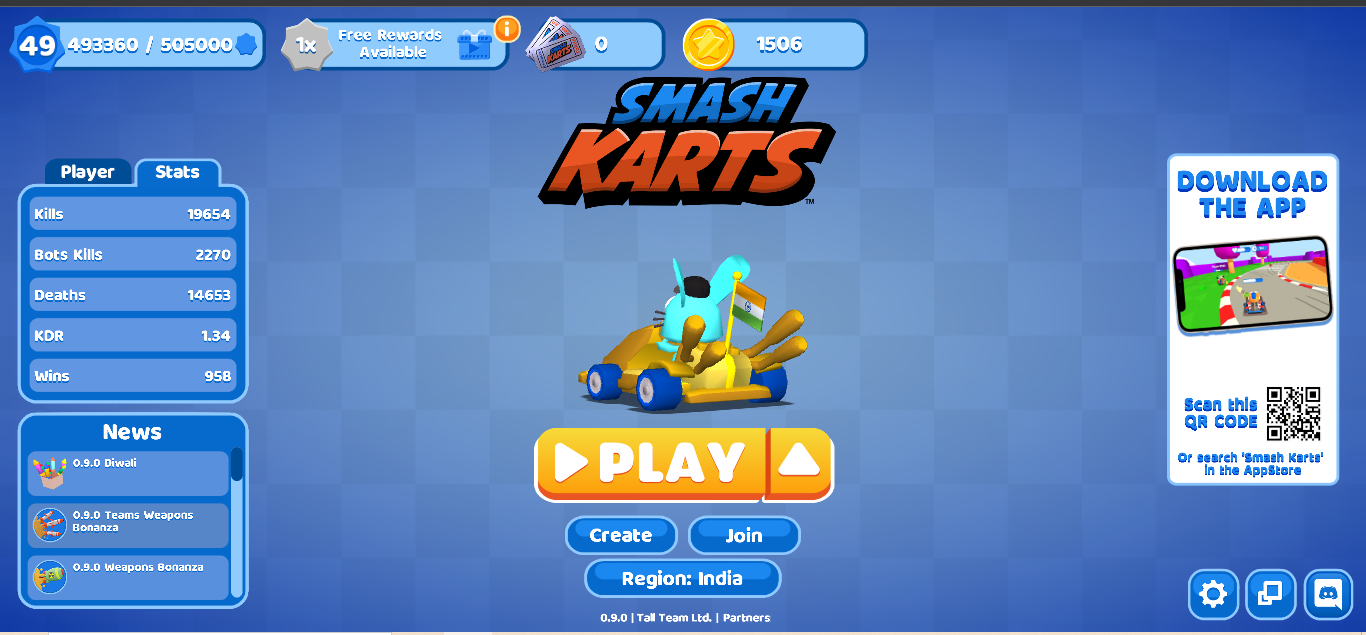 49
493360 / 505000
1x
Free Rewards
Available
i
0
1506
SMASH
KARTS
TM
Player
Stats
Kills 19654
Bots Kills 2270
Deaths 14653
KDR 1.34
Wins 958
News
0.9.0 Diwali
0.9.0 Teams Weapons
Bonanza
0.9.0 Weapons Bonanza
PLAY
Create
Join
Region: India
0.9.0 | Tall Team Ltd. | Partners
DOWNLOAD
THE APP
Scan this
QR CODE
Or search 'Smash Karts'
in the AppStore